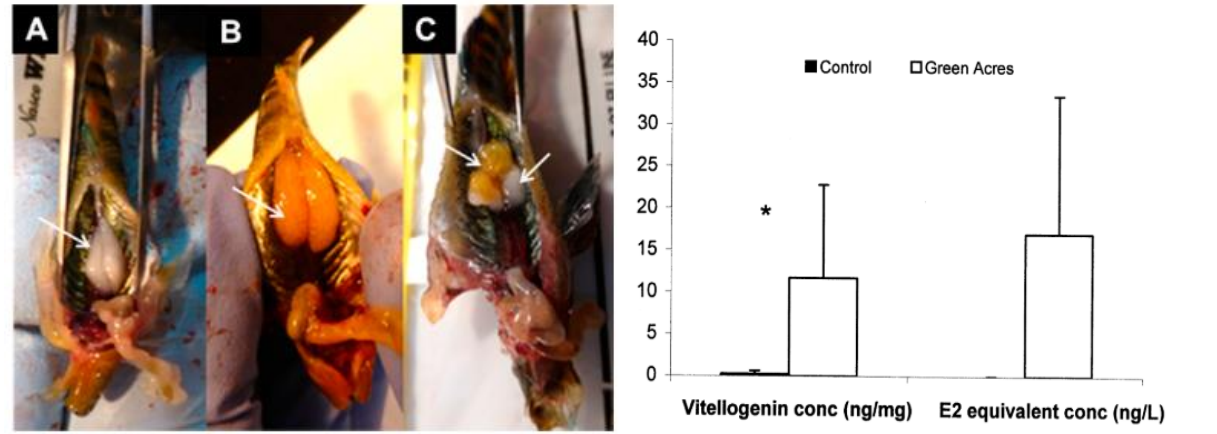 A
B
C
Nasco
40
35
30
25
20
15
10
5
0
Control
Green Acres
*
Vitellogenin conc (ng/mg)
E2 equivalent conc (ng/L)